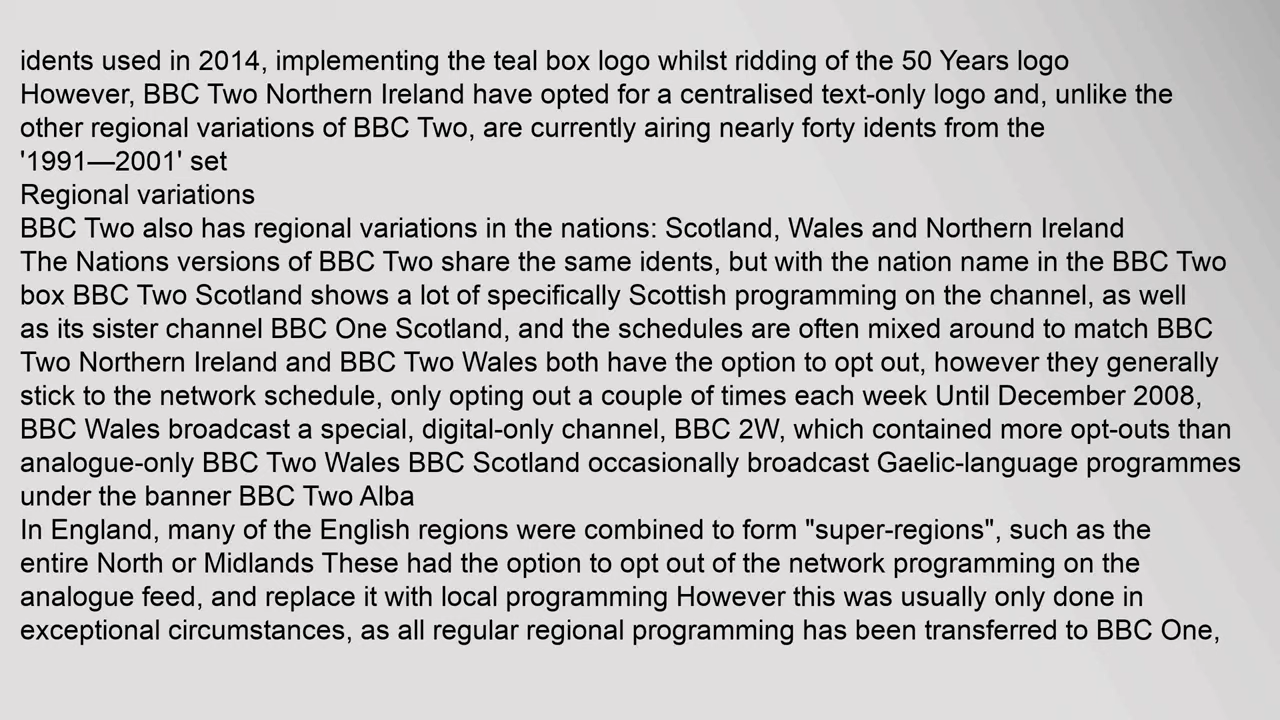 idents used in 2014, implementing the teal box logo whilst ridding of the 50 Years logo
However, BBC Two Northern Ireland have opted for a centralised text-only logo and, unlike the
other regional variations of BBC Two, are currently airing nearly forty idents from the
'1991—2001' set
Regional variations
BBC Two also has regional variations in the nations: Scotland, Wales and Northern Ireland
The Nations versions of BBC Two share the same idents, but with the nation name in the BBC Two
box BBC Two Scotland shows a lot of specifically Scottish programming on the channel, as well
as its sister channel BBC One Scotland, and the schedules are often mixed around to match BBC
Two Northern Ireland and BBC Two Wales both have the option to opt out, however they generally
stick to the network schedule, only opting out a couple of times each week Until December 2008,
BBC Wales broadcast a special, digital-only channel, BBC 2W, which contained more opt-outs than
analogue-only BBC Two Wales BBC Scotland occasionally broadcast Gaelic-language programmes
under the banner BBC Two Alba
In England, many of the English regions were combined to form "super-regions", such as the
entire North or Midlands These had the option to opt out of the network programming on the
analogue feed, and replace it with local programming However this was usually only done in
exceptional circumstances, as all regular regional programming has been transferred to BBC One,